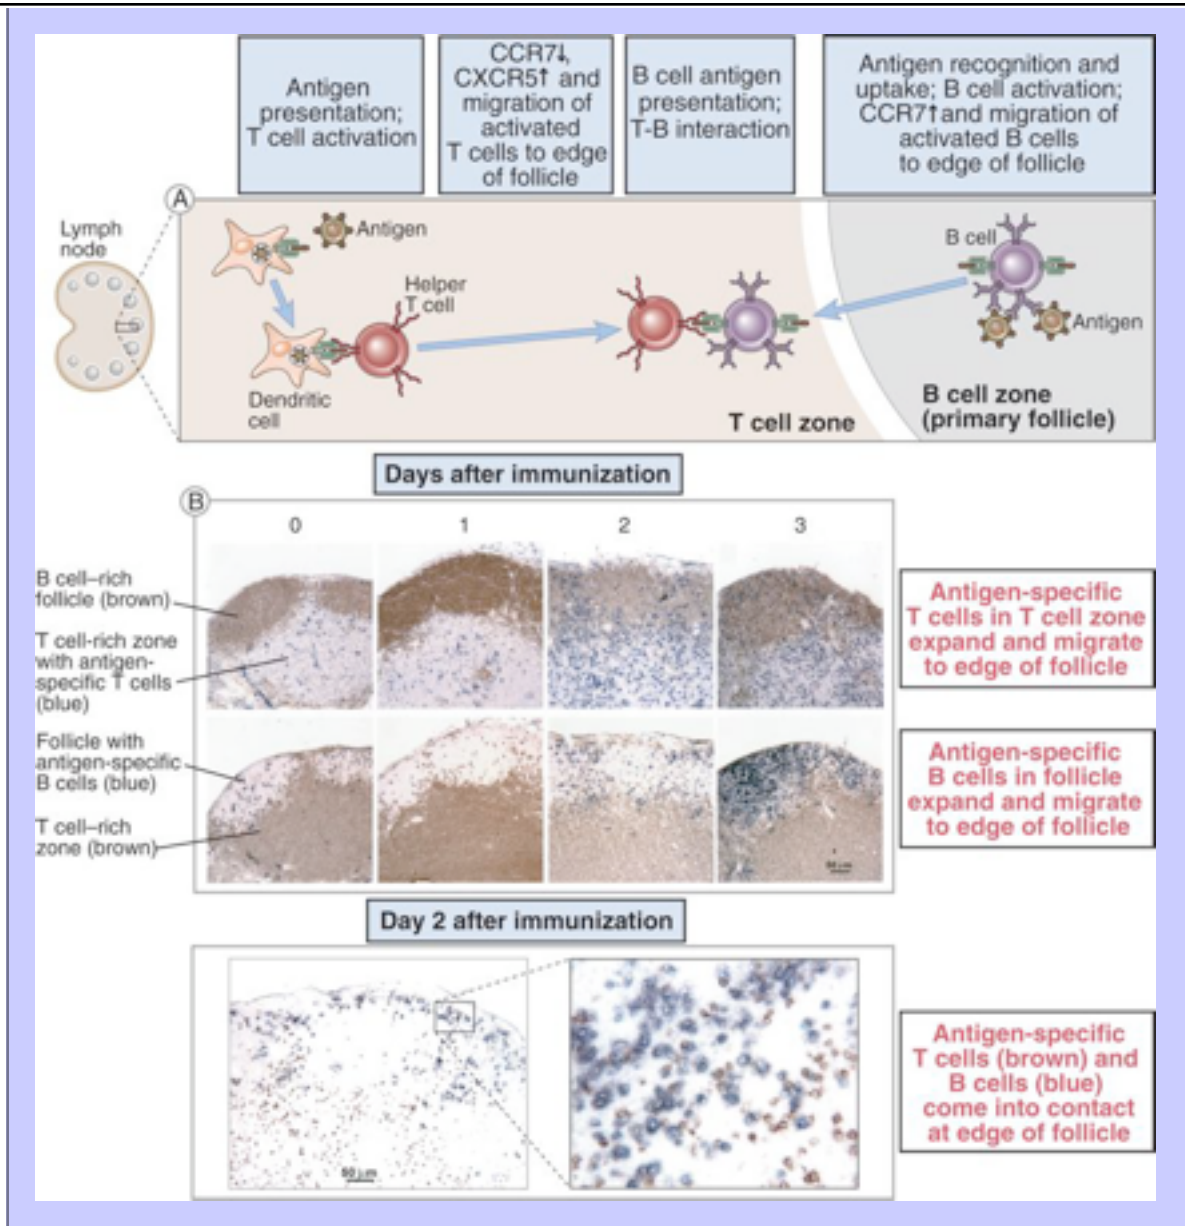 Antigen
presentation;
T cell activation
CCR7↓,
CXCR5↑ and
migration of
activated
T cells to edge
of follicle
B cell antigen
presentation;
T-B interaction
Antigen recognition and
uptake; B cell activation;
CCR7↑and migration of
activated B cells
to edge of follicle
A
Lymph
node
Antigen
Helper
T cell
Dendritic
cell
B cell
Antigen
T cell zone
B cell zone
(primary follicle)
Days after immunization
B
0 1 2 3
B cell–rich
follicle (brown)
T cell-rich zone
with antigen-
specific T cells
(blue)
Antigen-specific
T cells in T cell zone
expand and migrate
to edge of follicle
Follicle with
antigen-specific
B cells (blue)
T cell–rich
zone (brown)
50 μm
Antigen-specific
B cells in follicle
expand and migrate
to edge of follicle
Day 2 after immunization
50 μm
Antigen-specific
T cells (brown) and
B cells (blue)
come into contact
at edge of follicle